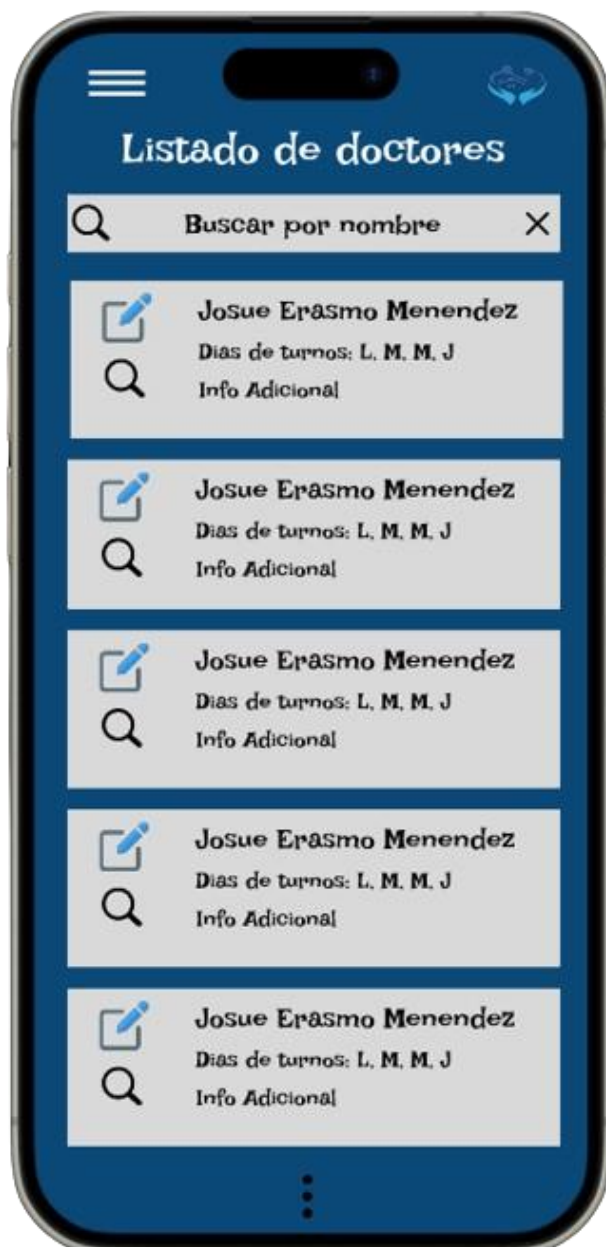 Listado de doctores
Buscar por nombre
Josue Erasmo Menendez
Dias de turnos: L, M, M, J
Info Adicional
Josue Erasmo Menendez
Dias de turnos: L, M, M, J
Info Adicional
Josue Erasmo Menendez
Dias de turnos: L, M, M, J
Info Adicional
Josue Erasmo Menendez
Dias de turnos: L, M, M, J
Info Adicional
Josue Erasmo Menendez
Dias de turnos: L, M, M, J
Info Adicional